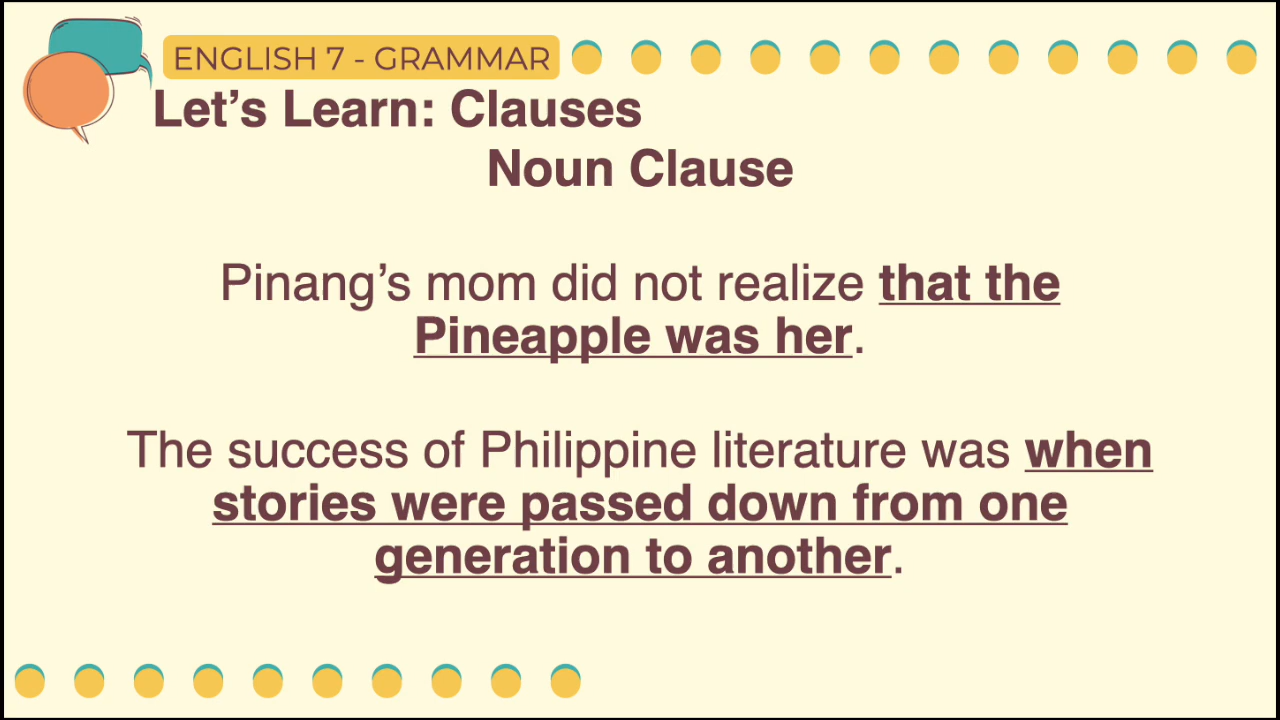 ENGLISH 7 - GRAMMAR
Let’s Learn: Clauses
Noun Clause
Pinang’s mom did not realize that the
Pineapple was her.
The success of Philippine literature was when
stories were passed down from one
generation to another.